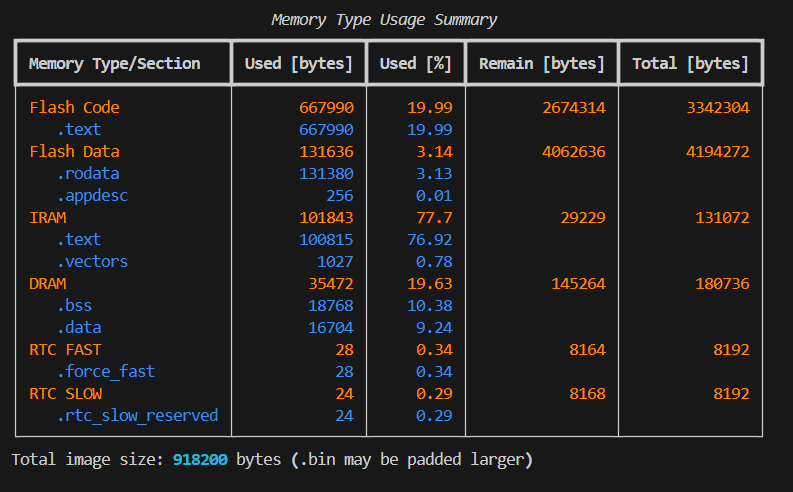 Memory Type Usage Summary
Memory Type/Section Used [bytes] Used [%] Remain [bytes] Total [bytes]
Flash Code 667990 19.99 2674314 3342304
.text 667990 19.99
Flash Data 131636 3.14 4062636 4194272
.rodata 131380 3.13
.appdesc 256 0.01
IRAM 101843 77.7 29229 131072
.text 100815 76.92
.vectors 1027 0.78
DRAM 35472 19.63 145264 180736
.bss 18768 10.38
.data 16704 9.24
RTC FAST 28 0.34 8164 8192
.force_fast 28 0.34
RTC SLOW 24 0.29 8168 8192
.rtc_slow_reserved 24 0.29
Total image size: 918200 bytes (.bin may be padded larger)